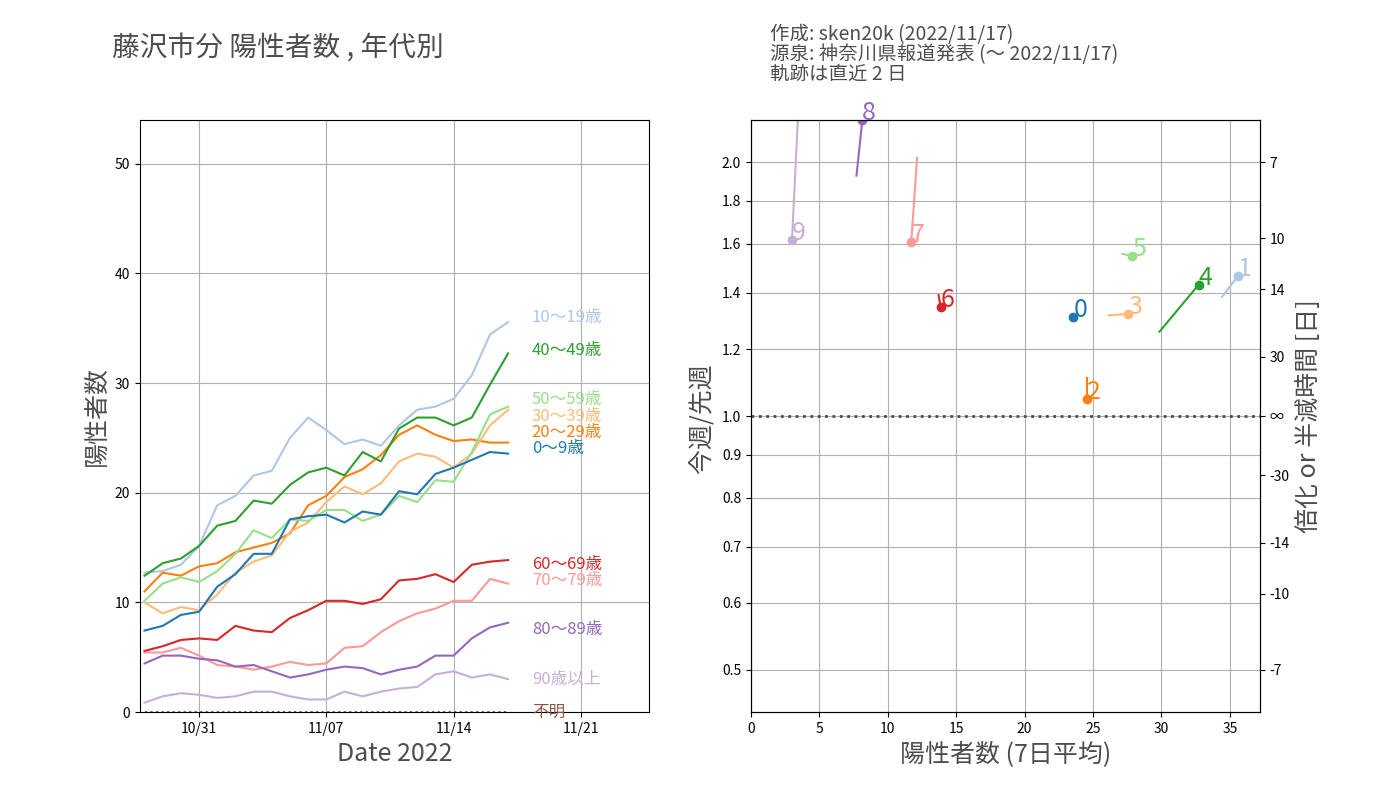 藤沢市分 陽性者数 , 年代別
作成: sken20k (2022/11/17)
源泉: 神奈川県報道発表 (〜 2022/11/17)
軌跡は直近 2 日
陽性者数
50
40
30
20
10
0
10/31
11/07
11/14
11/21
Date 2022
10〜19歳
40〜49歳
50〜59歳
30〜39歳
20〜29歳
0〜9歳
60〜69歳
70〜79歳
80〜89歳
90歳以上
不明
今週/先週
2.0
1.8
1.6
1.4
1.2
1.0
0.9
0.8
0.7
0.6
0.5
8
9
7
5
4
1
6
0
3
2
0
5
10
15
20
25
30
35
陽性者数 (7日平均)
7
10
14
30
∞
-30
-14
-10
-7
倍化 or 半減時間 [日]